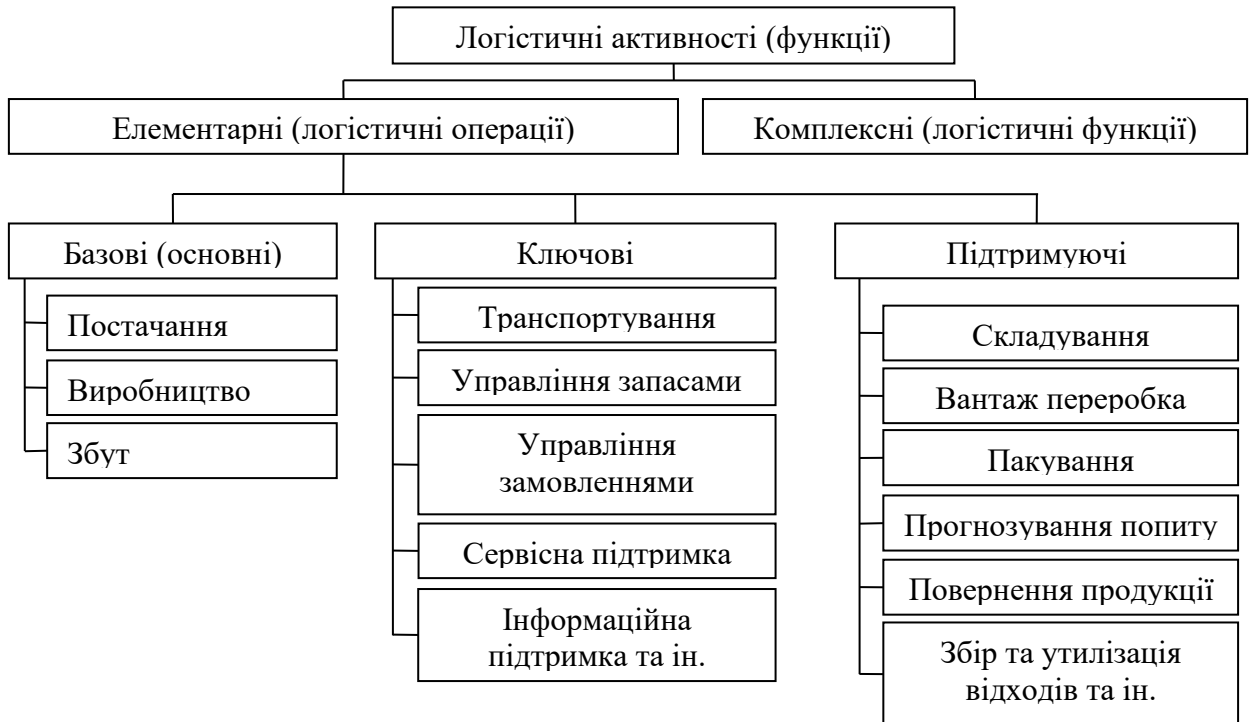 Логістичні активності (функції)
Елементарні (логістичні операції)
Комплексні (логістичні функції)
Базові (основні)
Постачання
Виробництво
Збут
Ключові
Транспортування
Управління запасами
Управління
замовленнями
Сервісна підтримка
Інформаційна
підтримка та ін.
Підтримуючі
Складування
Вантаж переробка
Пакування
Прогнозування попиту
Повернення продукції
Збір та утилізація
відходів та ін.